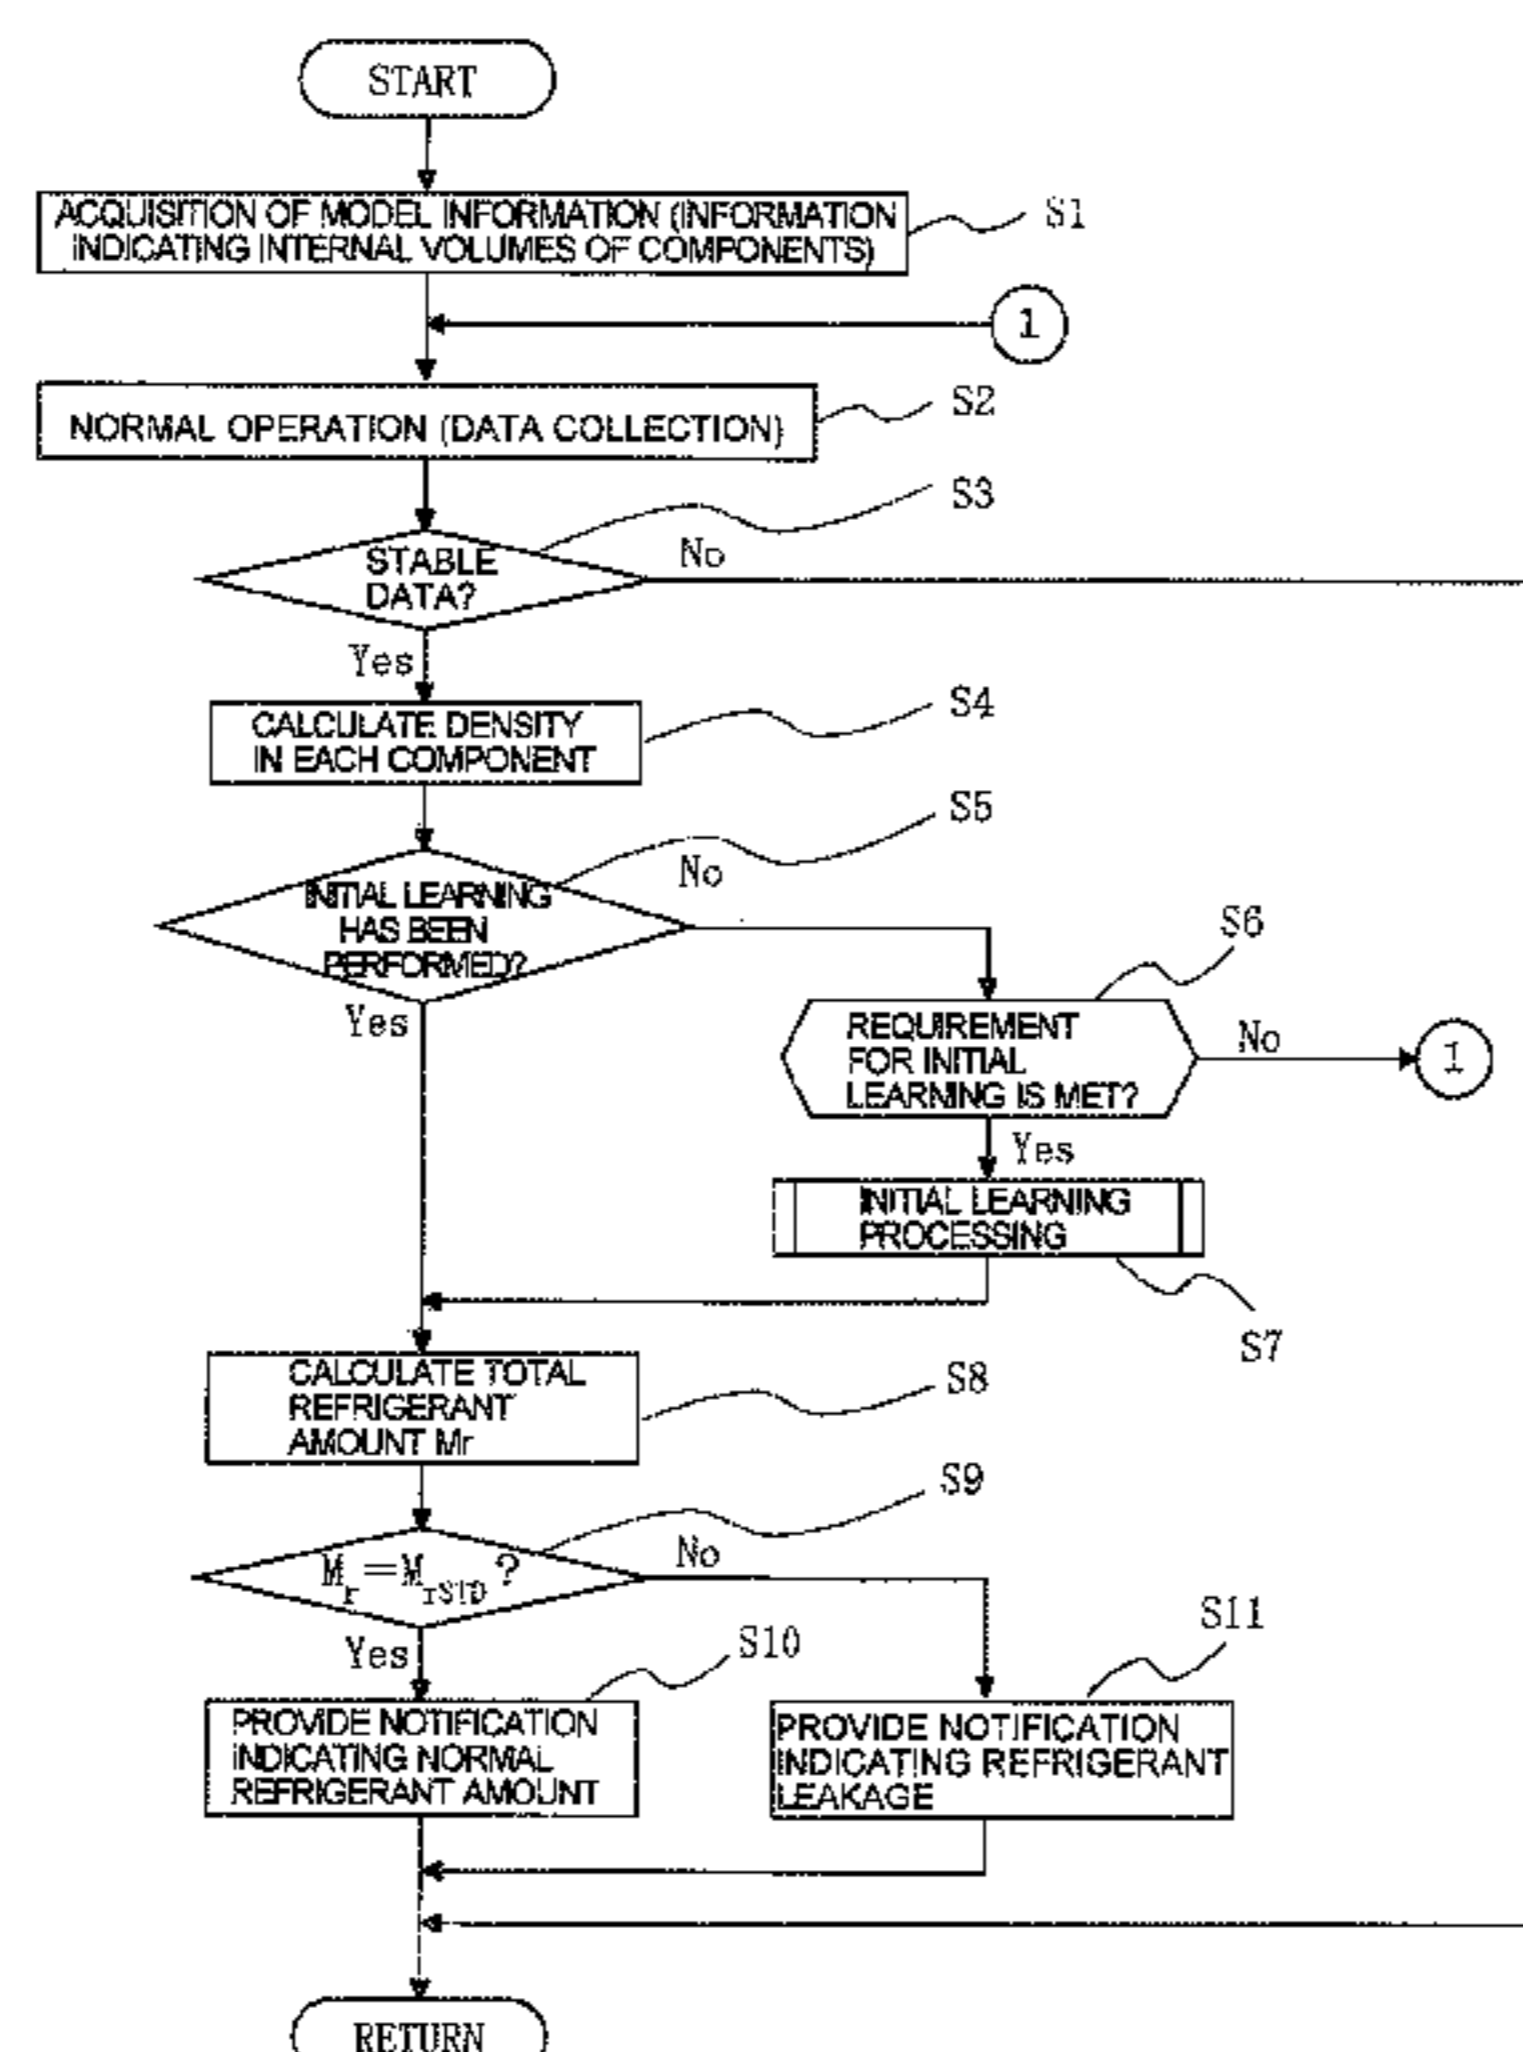 START
ACQUISITION OF MODEL INFORMATION (INFORMATION
INDICATING INTERNAL VOLUMES OF COMPONENTS)
S1
1
NORMAL OPERATION (DATA COLLECTION)
S2
S3
STABLE
DATA?
No
Yes
CALCULATE DENSITY
IN EACH COMPONENT
S4
S5
INITIAL LEARNING
HAS BEEN
PERFORMED?
No
Yes
S6
REQUIREMENT
FOR INITIAL
LEARNING IS MET?
No
1
Yes
INITIAL LEARNING
PROCESSING
S7
CALCULATE TOTAL
REFRIGERANT
AMOUNT Mr
S8
S9
Mr=MrSTD ?
No
Yes
S10
S11
PROVIDE NOTIFICATION
INDICATING NORMAL
REFRIGERANT AMOUNT
PROVIDE NOTIFICATION
INDICATING REFRIGERANT
LEAKAGE
RETURN